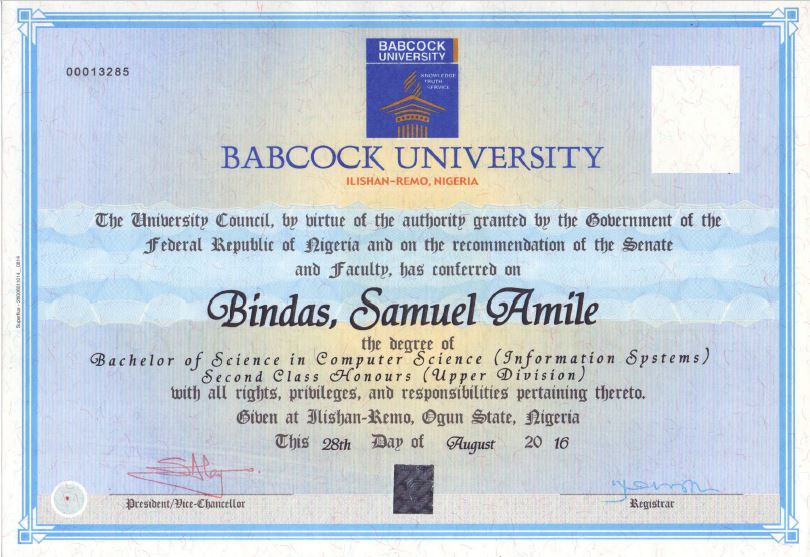 00013285
BABCOCK
UNIVERSITY
KNOWLEDGE
TRUTH
SERVICE
BABCOCK UNIVERSITY
ILISHAN-REMO, NIGERIA
The University Council, by virtue of the authority granted by the Government of the
Federal Republic of Nigeria and on the recommendation of the Senate
and Faculty, has conferred on
Bindas, Samuel Amile
the degree of
Bachelor of Science in Computer Science (Information Systems)
Second Class Honours (Upper Division)
with all rights, privileges, and responsibilities pertaining thereto.
Given at Ilishan-Remo, Ogun State, Nigeria
This 28th Day of August 20 16
President/Vice-Chancellor
Registrar